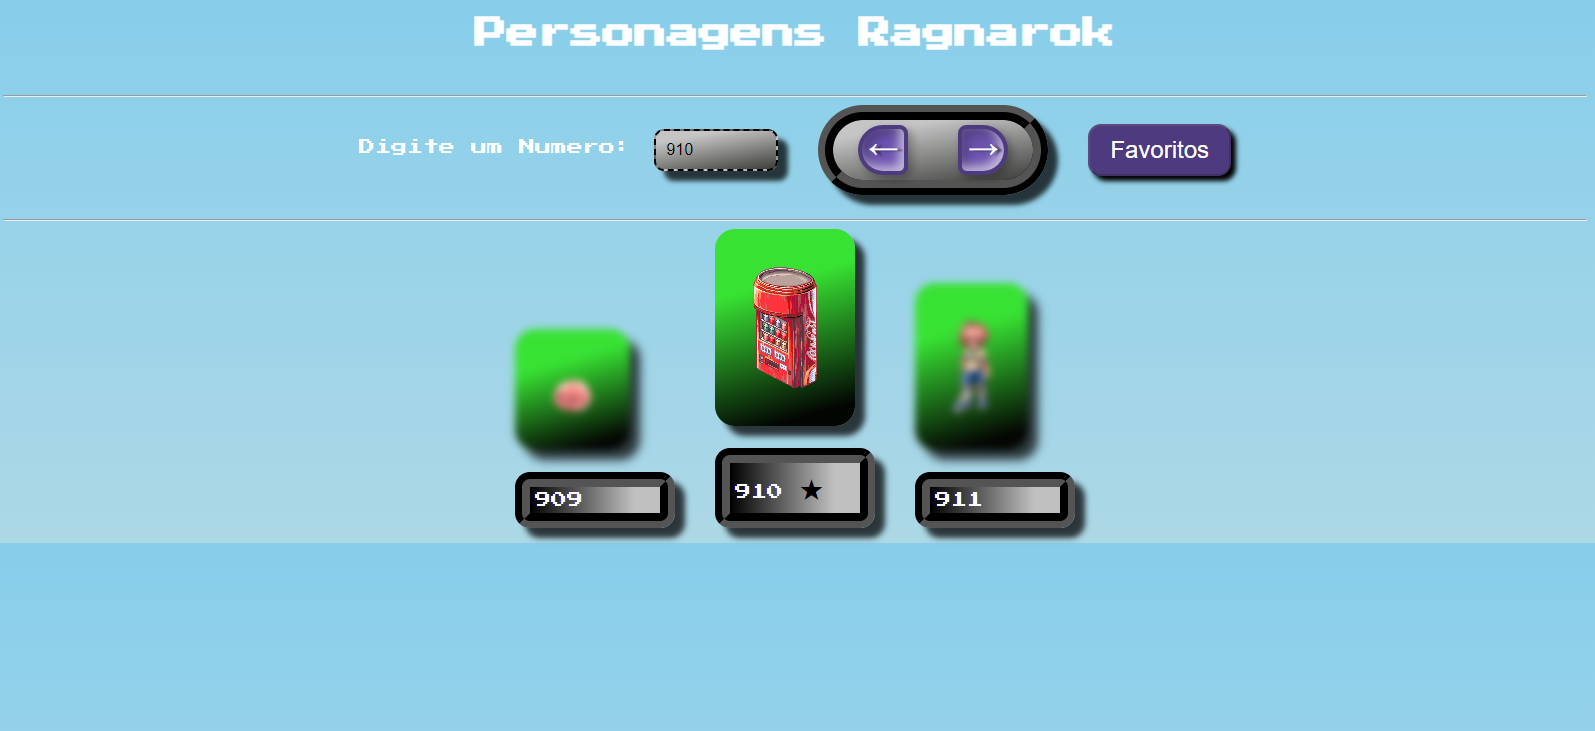 Personagens Ragnarok
Digite um Numero: 910 ← → Favoritos
909 910 ★ 911